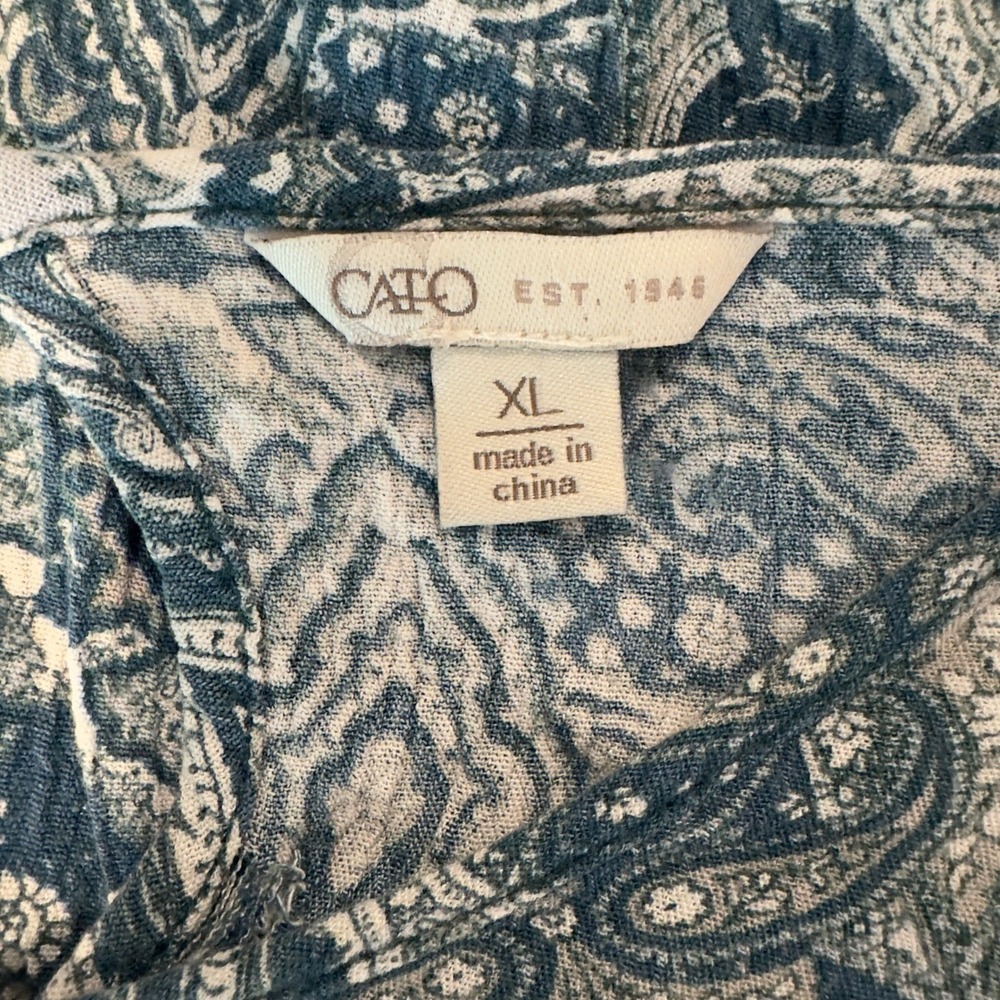 CATO EST. 1946
XL
made in
china